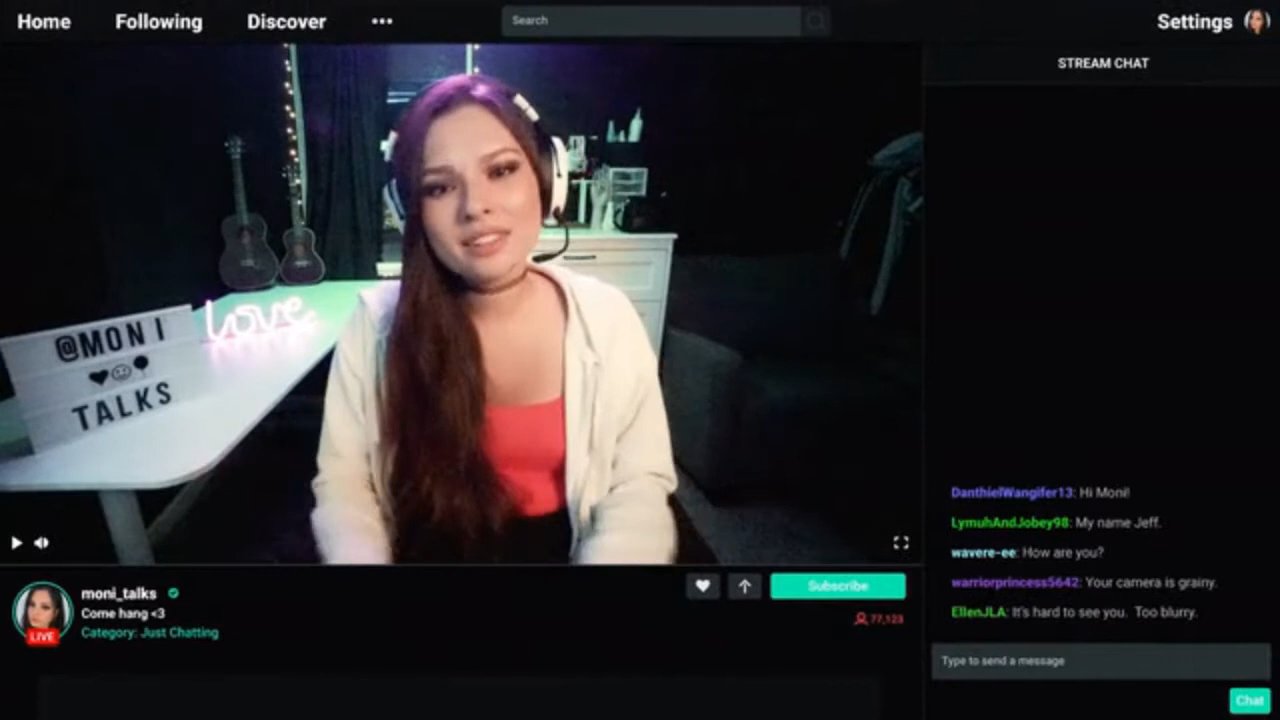 Home Following Discover •••
Search
Settings
STREAM CHAT
@MONI
TALKS
love
DanthielWangifer13: Hi Moni!
LymuhAndJobey98: My name Jeff.
wavere-ee: How are you?
warriorprincess5642: Your camera is grainy.
EllenJLA: It's hard to see you. Too blurry.
moni_talks
Come hang <3
Category: Just Chatting
LIVE
Subscribe
77,123
Type to send a message
Chat